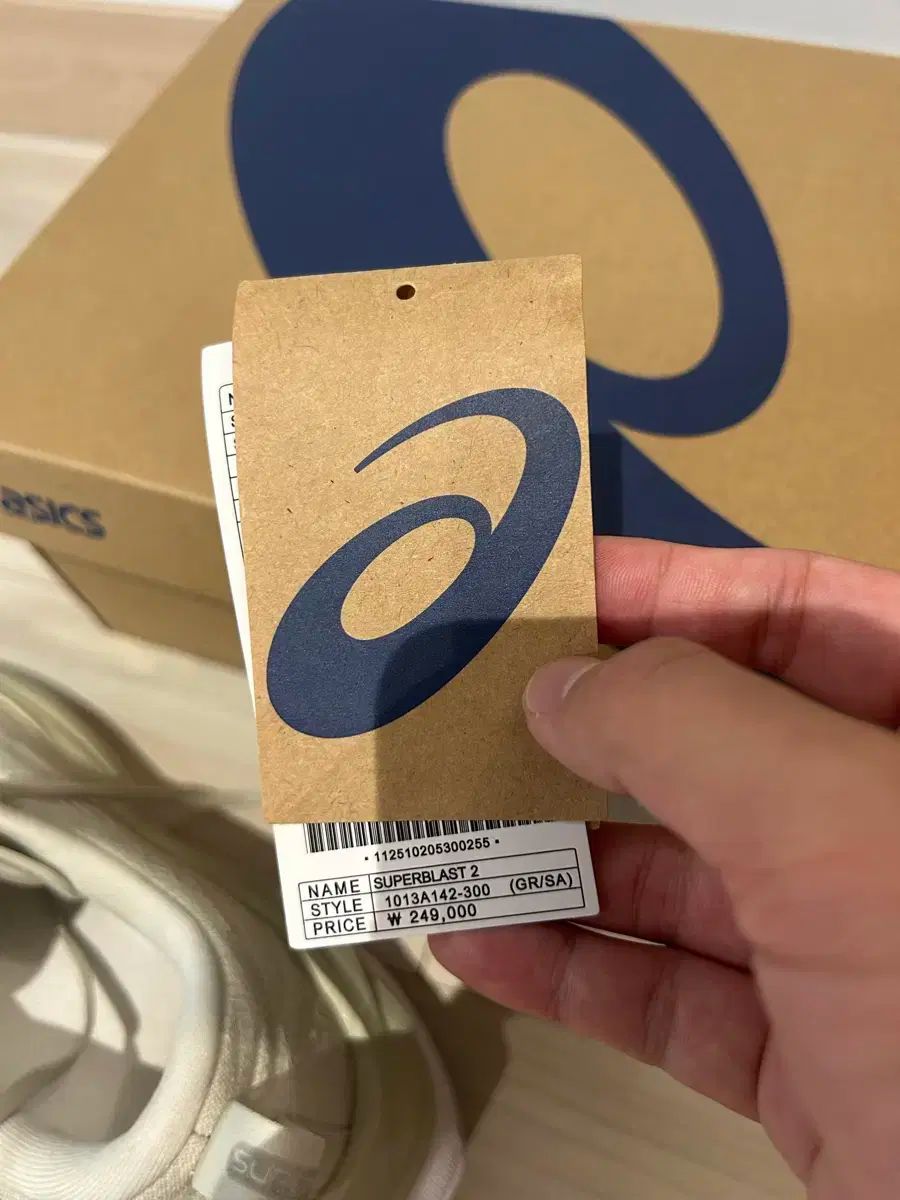 asics
• 112510205300255 •
NAME SUPERBLAST 2
STYLE 1013A142-300 (GR/SA)
PRICE ₩ 249,000